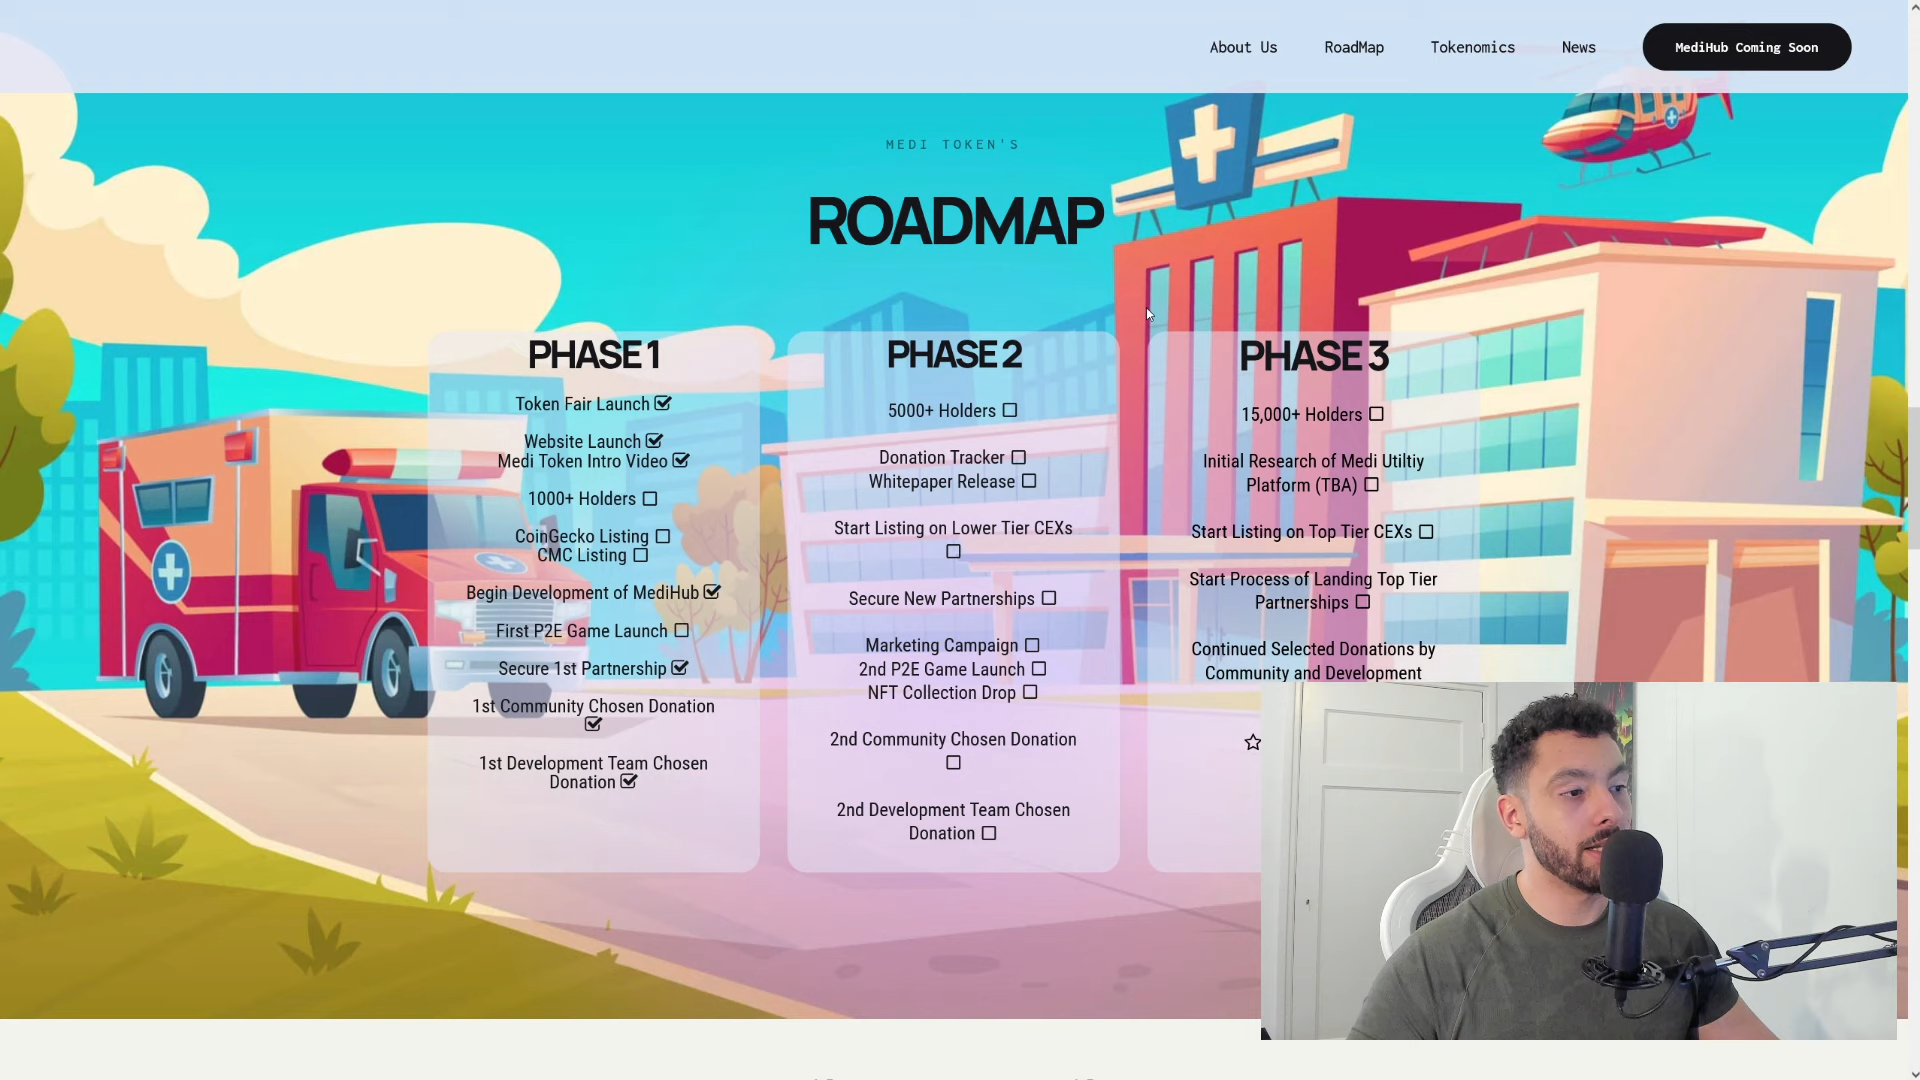 About Us
RoadMap
Tokenomics
News
MediHub Coming Soon
MEDI TOKEN'S
ROADMAP
PHASE 1
Token Fair Launch
Website Launch
Medi Token Intro Video
1000+ Holders
CoinGecko Listing
CMC Listing
Begin Development of MediHub
First P2E Game Launch
Secure 1st Partnership
1st Community Chosen Donation
1st Development Team Chosen
Donation
PHASE 2
5000+ Holders
Donation Tracker
Whitepaper Release
Start Listing on Lower Tier CEXs
Secure New Partnerships
Marketing Campaign
2nd P2E Game Launch
NFT Collection Drop
2nd Community Chosen Donation
2nd Development Team Chosen
Donation
PHASE 3
15,000+ Holders
Initial Research of Medi Utiltiy
Platform (TBA)
Start Listing on Top Tier CEXs
Start Process of Landing Top Tier
Partnerships
Continued Selected Donations by
Community and Development